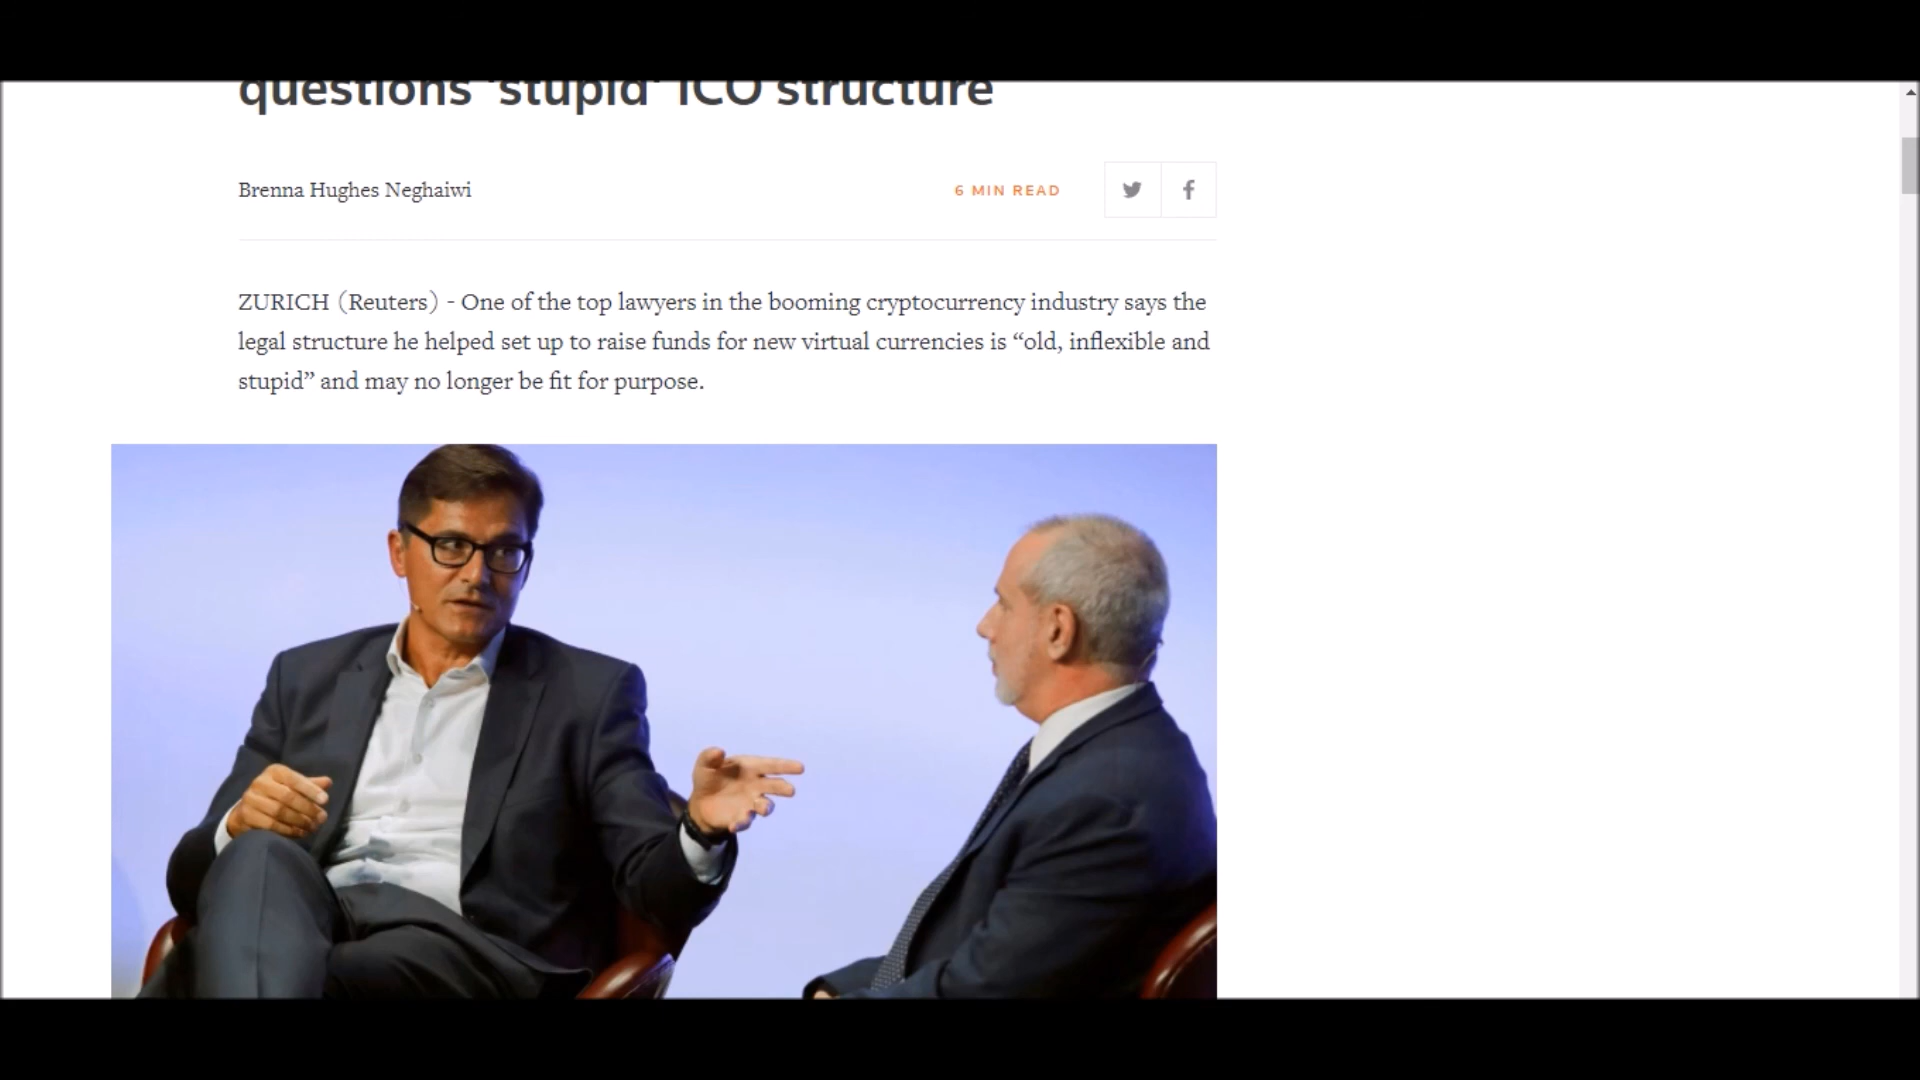 questions 'stupid' ICO structure
Brenna Hughes Neghaiwi
6 MIN READ
ZURICH (Reuters) - One of the top lawyers in the booming cryptocurrency industry says the
legal structure he helped set up to raise funds for new virtual currencies is “old, inflexible and
stupid” and may no longer be fit for purpose.